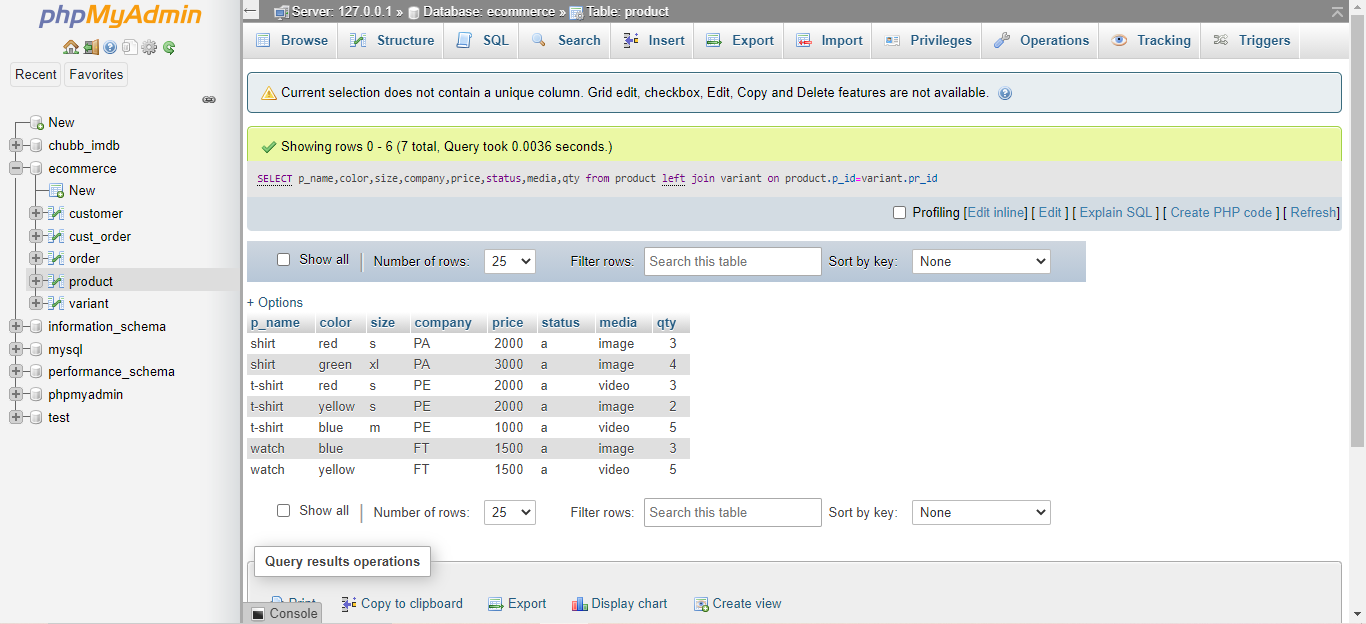 phpMyAdmin
Recent Favorites
New
chubb_imdb
ecommerce
New
customer
cust_order
order
product
variant
information_schema
mysql
performance_schema
phpmyadmin
test
Server: 127.0.0.1 » Database: ecommerce » Table: product
Browse Structure SQL Search Insert Export Import Privileges Operations Tracking Triggers
Current selection does not contain a unique column. Grid edit, checkbox, Edit, Copy and Delete features are not available.
Showing rows 0 - 6 (7 total, Query took 0.0036 seconds.)
SELECT p_name,color,size,company,price,status,media,qty from product left join variant on product.p_id=variant.pr_id
Profiling [Edit inline] [ Edit ] [ Explain SQL ] [ Create PHP code ] [ Refresh]
Show all | Number of rows: 25 Filter rows: Search this table Sort by key: None
+ Options
p_name color size company price status media qty
shirt red s PA 2000 a image 3
shirt green xl PA 3000 a image 4
t-shirt red s PE 2000 a video 3
t-shirt yellow s PE 2000 a image 2
t-shirt blue m PE 1000 a video 5
watch blue FT 1500 a image 3
watch yellow FT 1500 a video 5
Show all | Number of rows: 25 Filter rows: Search this table Sort by key: None
Query results operations
Print Copy to clipboard Export Display chart Create view
Console